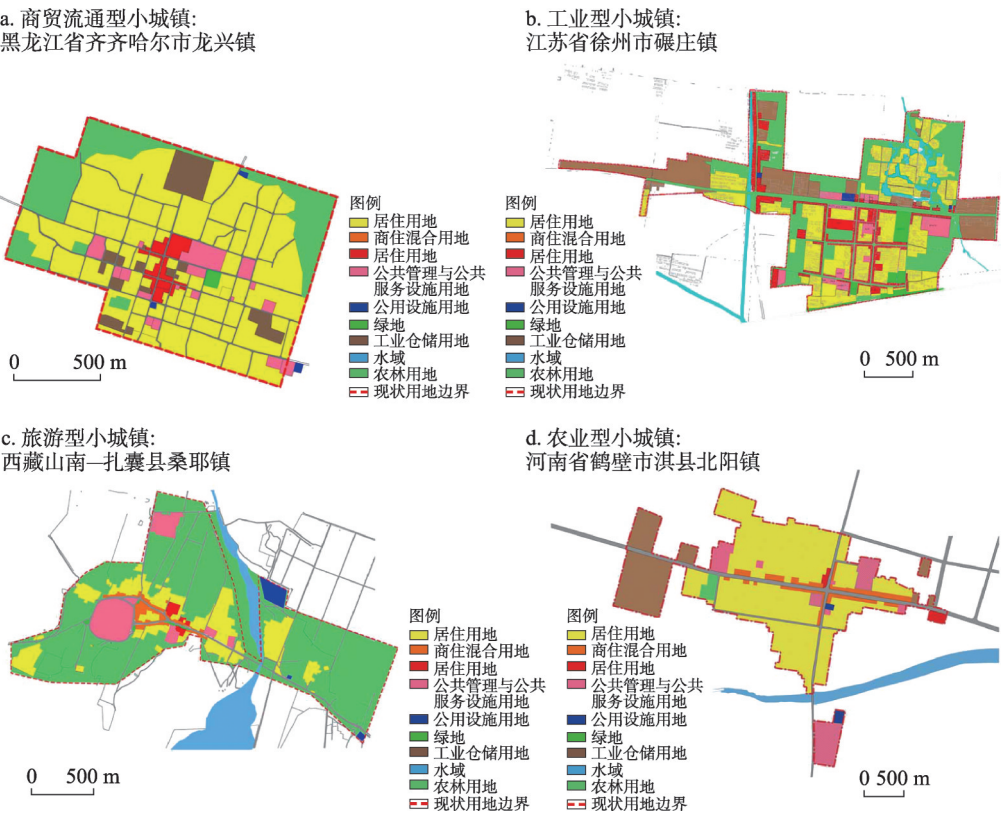 a. 商贸流通型小城镇:
黑龙江省齐齐哈尔市龙兴镇
图例
居住用地
商住混合用地
居住用地
公共管理与公共
服务设施用地
公用设施用地
绿地
工业仓储用地
水域
农林用地
现状用地边界
0 500 m
b. 工业型小城镇:
江苏省徐州市碾庄镇
图例
居住用地
商住混合用地
居住用地
公共管理与公共
服务设施用地
公用设施用地
绿地
工业仓储用地
水域
农林用地
现状用地边界
0 500 m
c. 旅游型小城镇:
西藏山南—扎囊县桑耶镇
图例
居住用地
商住混合用地
居住用地
公共管理与公共
服务设施用地
公用设施用地
绿地
工业仓储用地
水域
农林用地
现状用地边界
0 500 m
d. 农业型小城镇:
河南省鹤壁市淇县北阳镇
图例
居住用地
商住混合用地
居住用地
公共管理与公共
服务设施用地
公用设施用地
绿地
工业仓储用地
水域
农林用地
现状用地边界
0 500 m